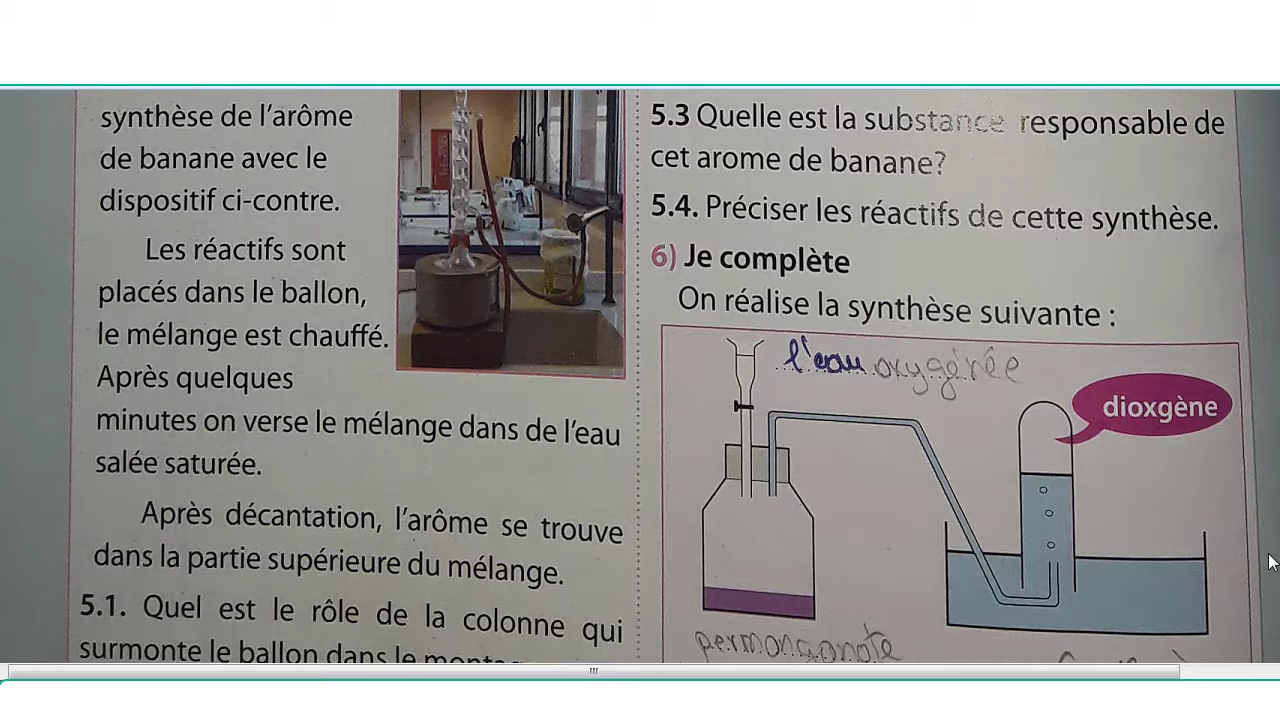 synthèse de l'arôme
de banane avec le
dispositif ci-contre.
Les réactifs sont
placés dans le ballon,
le mélange est chauffé.
Après quelques
minutes on verse le mélange dans de l'eau
salée saturée.
Après décantation, l'arôme se trouve
dans la partie supérieure du mélange.
5.1. Quel est le rôle de la colonne qui
surmonte le ballon dans le
5.3 Quelle est la substance responsable de
cet arome de banane?
5.4. Préciser les réactifs de cette synthèse.
6) Je complète
On réalise la synthèse suivante :
l'eau oxygérée
dioxgène
permanganate